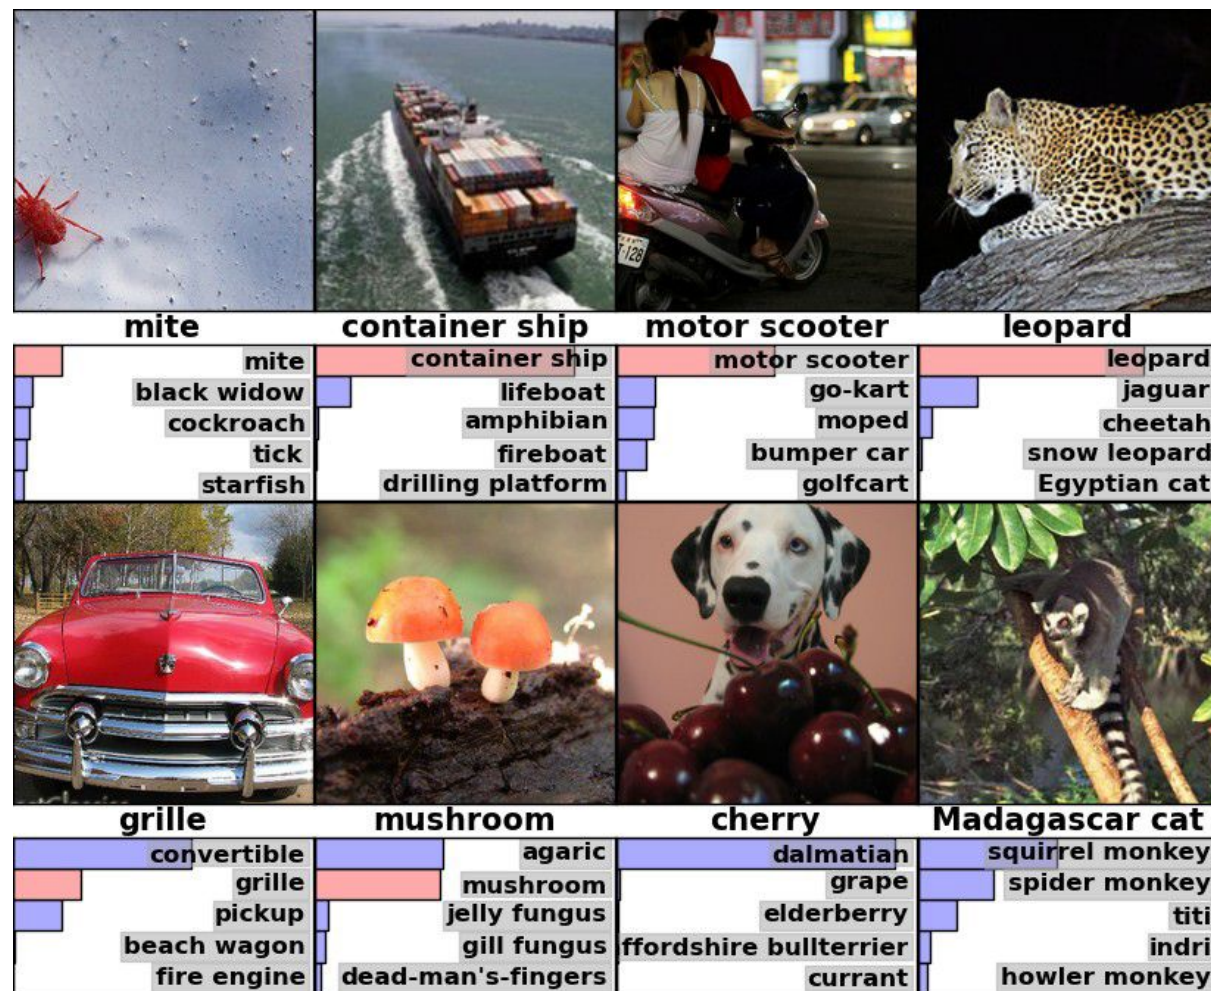 T-128
mite
container ship
motor scooter
leopard
mite
black widow
cockroach
tick
starfish
container ship
lifeboat
amphibian
fireboat
drilling platform
motor scooter
go-kart
moped
bumper car
golfcart
leopard
jaguar
cheetah
snow leopard
Egyptian cat
grille
mushroom
cherry
Madagascar cat
convertible
grille
pickup
beach wagon
fire engine
agaric
mushroom
jelly fungus
gill fungus
dead-man's-fingers
dalmatian
grape
elderberry
ffordshire bullterrier
currant
squirrel monkey
spider monkey
titi
indri
howler monkey